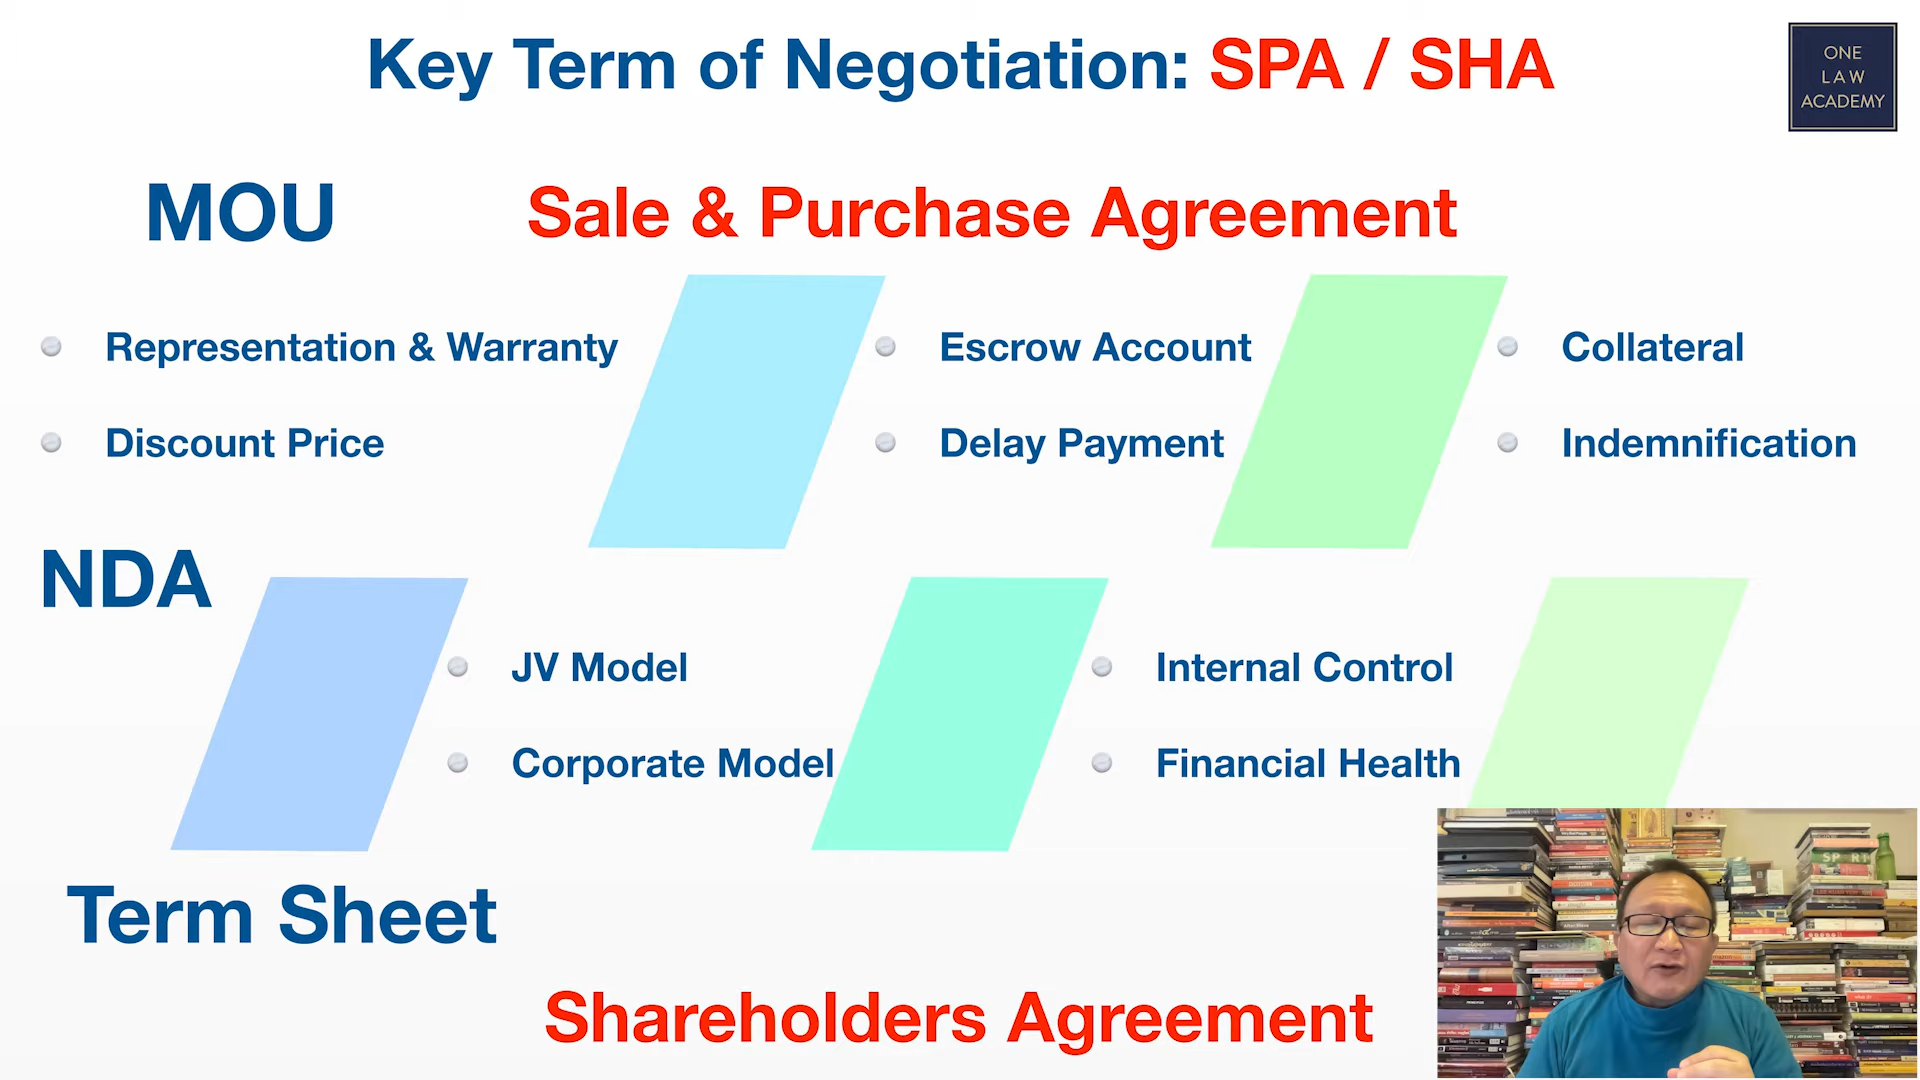 Key Term of Negotiation: SPA / SHA
ONE
LAW
ACADEMY
MOU
Sale & Purchase Agreement
Representation & Warranty
Escrow Account
Collateral
Discount Price
Delay Payment
Indemnification
NDA
JV Model
Internal Control
Corporate Model
Financial Health
Term Sheet
Shareholders Agreement